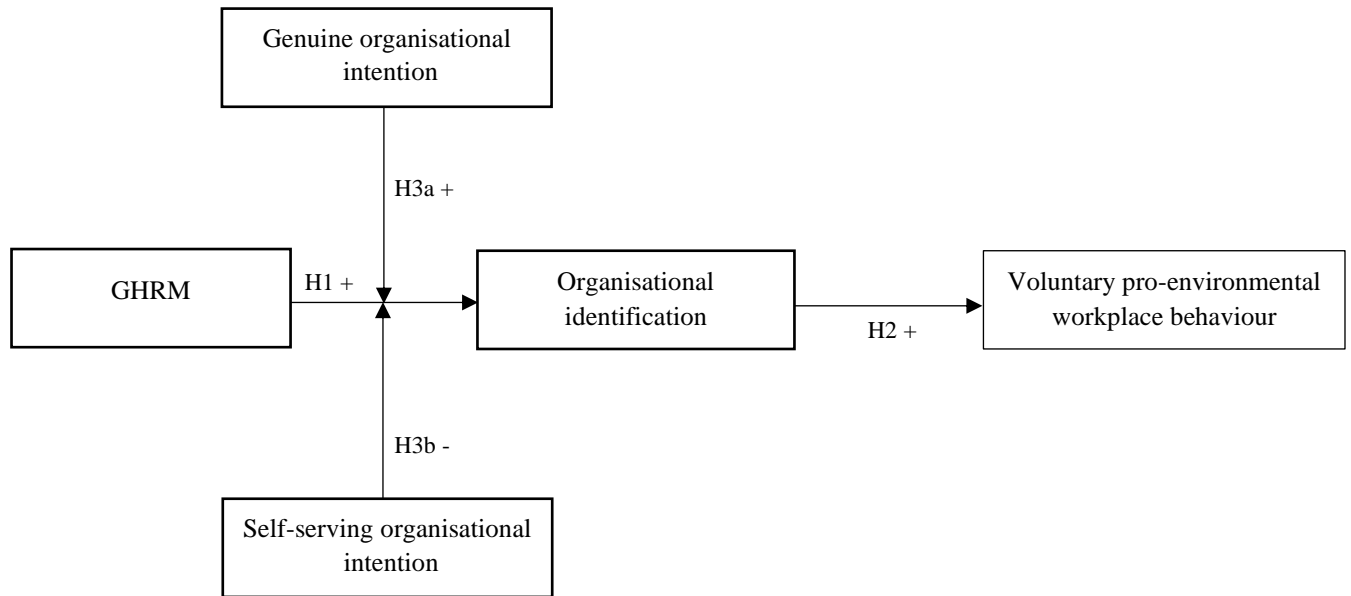 Genuine organisational
intention
H3a +
GHRM
H1 +
Organisational
identification
H2 +
Voluntary pro-environmental
workplace behaviour
H3b -
Self-serving organisational
intention